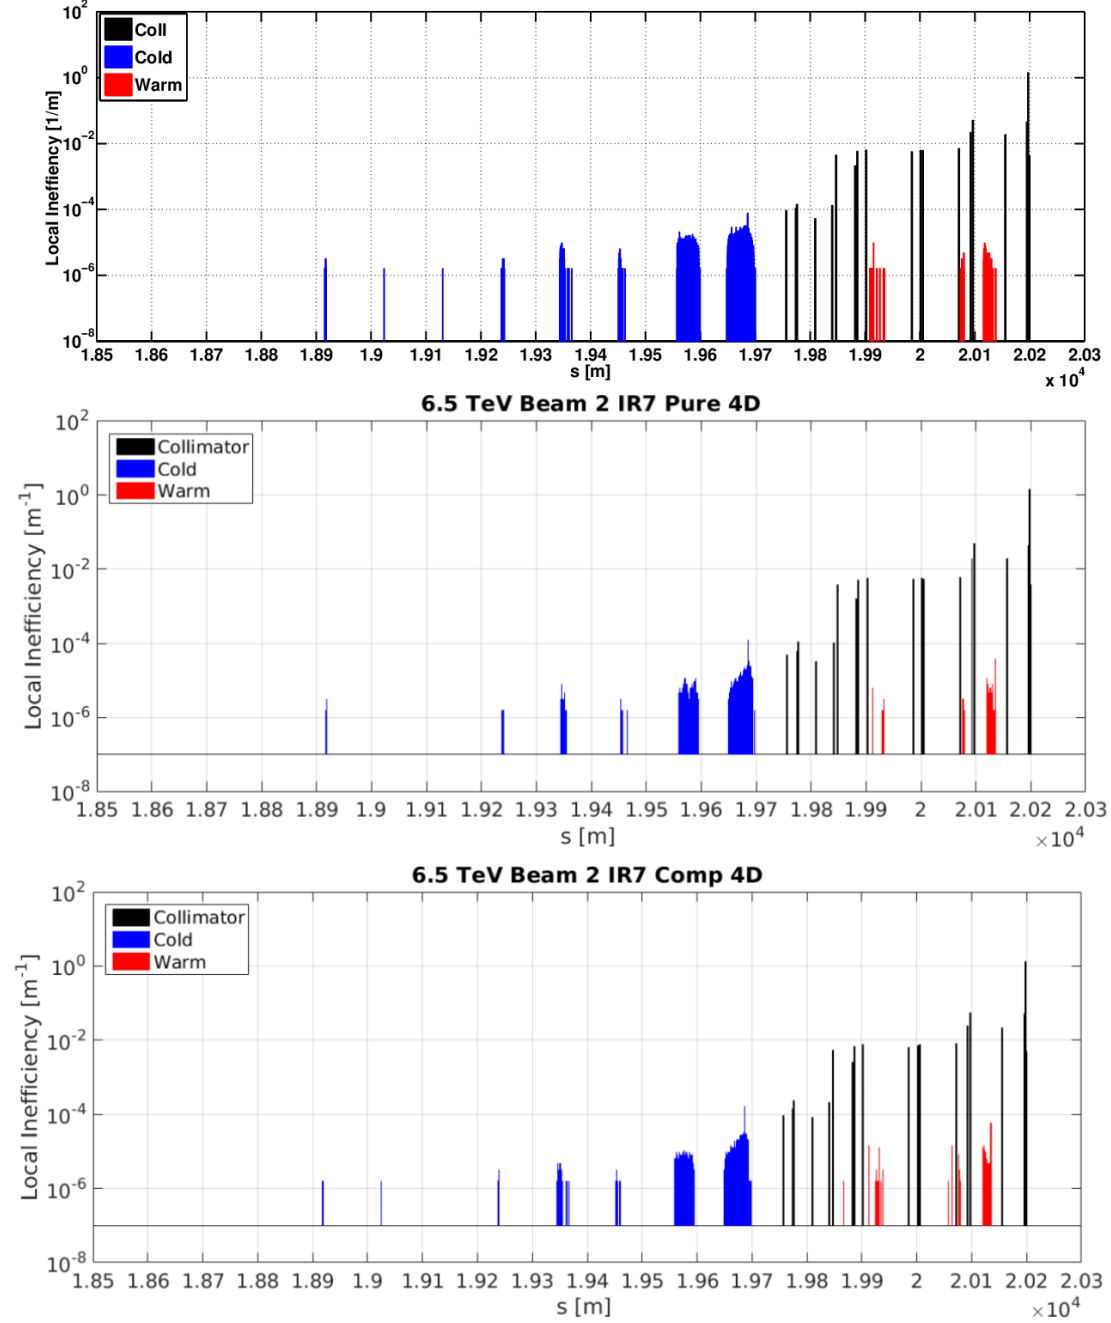 10^2
Coll
Cold
Warm
10^0
10^-2
10^-4
10^-6
10^-8
Local Ineffiency [1/m]
1.85 1.86 1.87 1.88 1.89 1.9 1.91 1.92 1.93 1.94 1.95 1.96 1.97 1.98 1.99 2 2.01 2.02 2.03
s [m]
x 10^4
6.5 TeV Beam 2 IR7 Pure 4D
10^2
Collimator
Cold
Warm
10^0
10^-2
10^-4
10^-6
10^-8
Local Inefficiency [m^-1]
1.85 1.86 1.87 1.88 1.89 1.9 1.91 1.92 1.93 1.94 1.95 1.96 1.97 1.98 1.99 2 2.01 2.02 2.03
s [m]
×10^4
6.5 TeV Beam 2 IR7 Comp 4D
10^2
Collimator
Cold
Warm
10^0
10^-2
10^-4
10^-6
10^-8
Local Inefficiency [m^-1]
1.85 1.86 1.87 1.88 1.89 1.9 1.91 1.92 1.93 1.94 1.95 1.96 1.97 1.98 1.99 2 2.01 2.02 2.03
s [m]
×10^4